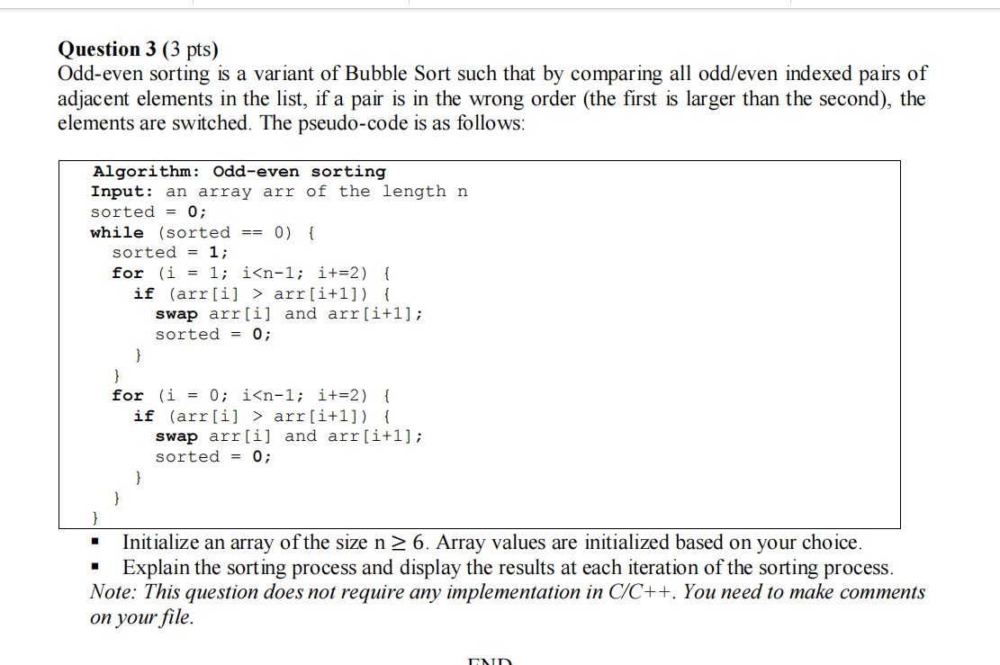 Question 3 (3 pts)
Odd-even sorting is a variant of Bubble Sort such that by comparing all odd/even indexed pairs of
adjacent elements in the list, if a pair is in the wrong order (the first is larger than the second), the
elements are switched. The pseudo-code is as follows:
Algorithm: Odd-even sorting
Input: an array arr of the length n
sorted = 0;
while (sorted == 0) {
sorted = 1;
for (i = 1; i<n-1; i+=2) {
if (arr[i] > arr[i+1]) {
swap arr[i] and arr[i+1];
sorted = 0;
}
}
for (i = 0; i<n-1; i+=2) {
if (arr[i] > arr[i+1]) {
swap arr[i] and arr[i+1];
sorted = 0;
}
}
}
▪ Initialize an array of the size n ≥ 6. Array values are initialized based on your choice.
▪ Explain the sorting process and display the results at each iteration of the sorting process.
Note: This question does not require any implementation in C/C++. You need to make comments
on your file.
END